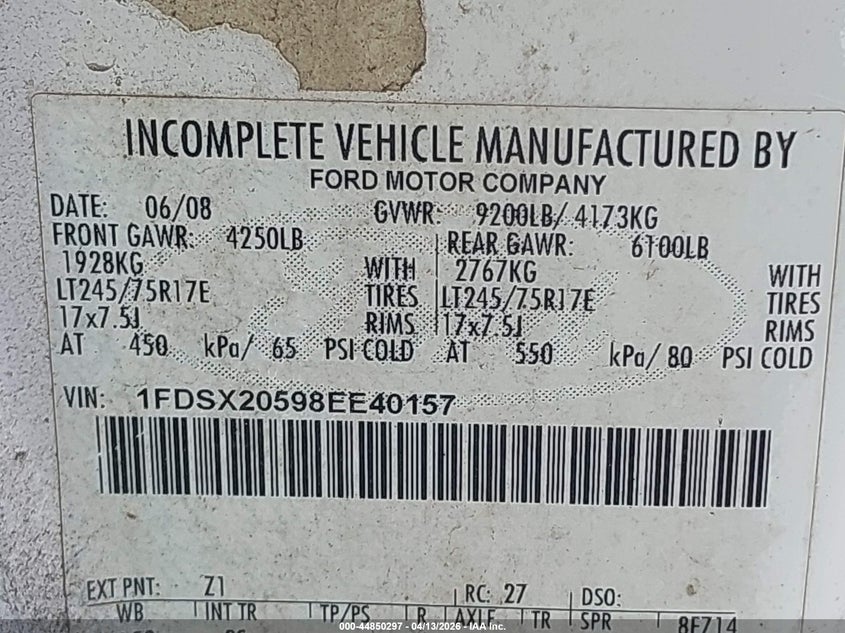 INCOMPLETE VEHICLE MANUFACTURED BY
FORD MOTOR COMPANY
DATE: 06/08 GVWR: 9200LB/ 4173KG
FRONT GAWR: 4250LB REAR GAWR: 6100LB
1928KG WITH 2767KG WITH
LT245/75R17E TIRES LT245/75R17E TIRES
17x7.5J RIMS 17x7.5J RIMS
AT 450 kPa/ 65 PSI COLD AT 550 kPa/ 80 PSI COLD
VIN: 1FDSX20598EE40157
EXT PNT: Z1 RC: 27 DSO:
WB INT TR TP/PS R AXLE TR SPR 8F714
000-44850297 - 04/13/2026 - IAA Inc.